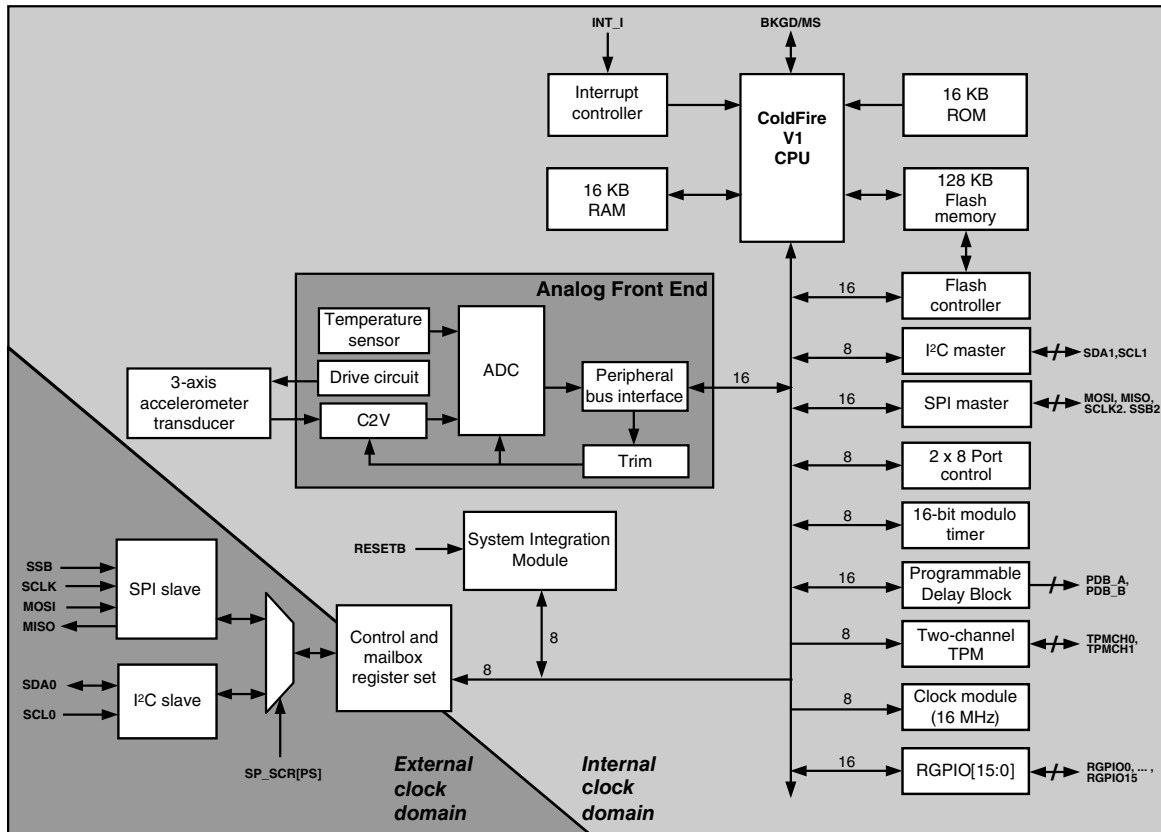 INT_I
BKGD/MS
Interrupt
controller
ColdFire
V1
CPU
16 KB
ROM
16 KB
RAM
128 KB
Flash
memory
Analog Front End
16
Flash
controller
Temperature
sensor
ADC
8
I²C master
SDA1,SCL1
3-axis
accelerometer
transducer
Drive circuit
Peripheral
bus interface
16
16
SPI master
MOSI, MISO,
SCLK2. SSB2
C2V
Trim
8
2 x 8 Port
control
8
16-bit modulo
timer
RESETB
System Integration
Module
SSB
SCLK
MOSI
MISO
SPI slave
16
Programmable
Delay Block
PDB_A,
PDB_B
8
Control and
mailbox
register set
8
8
Two-channel
TPM
TPMCH0,
TPMCH1
SDA0
SCL0
I²C slave
8
Clock module
(16 MHz)
SP_SCR[PS]
External
clock
domain
Internal
clock
domain
16
RGPIO[15:0]
RGPIO0, ... ,
RGPIO15